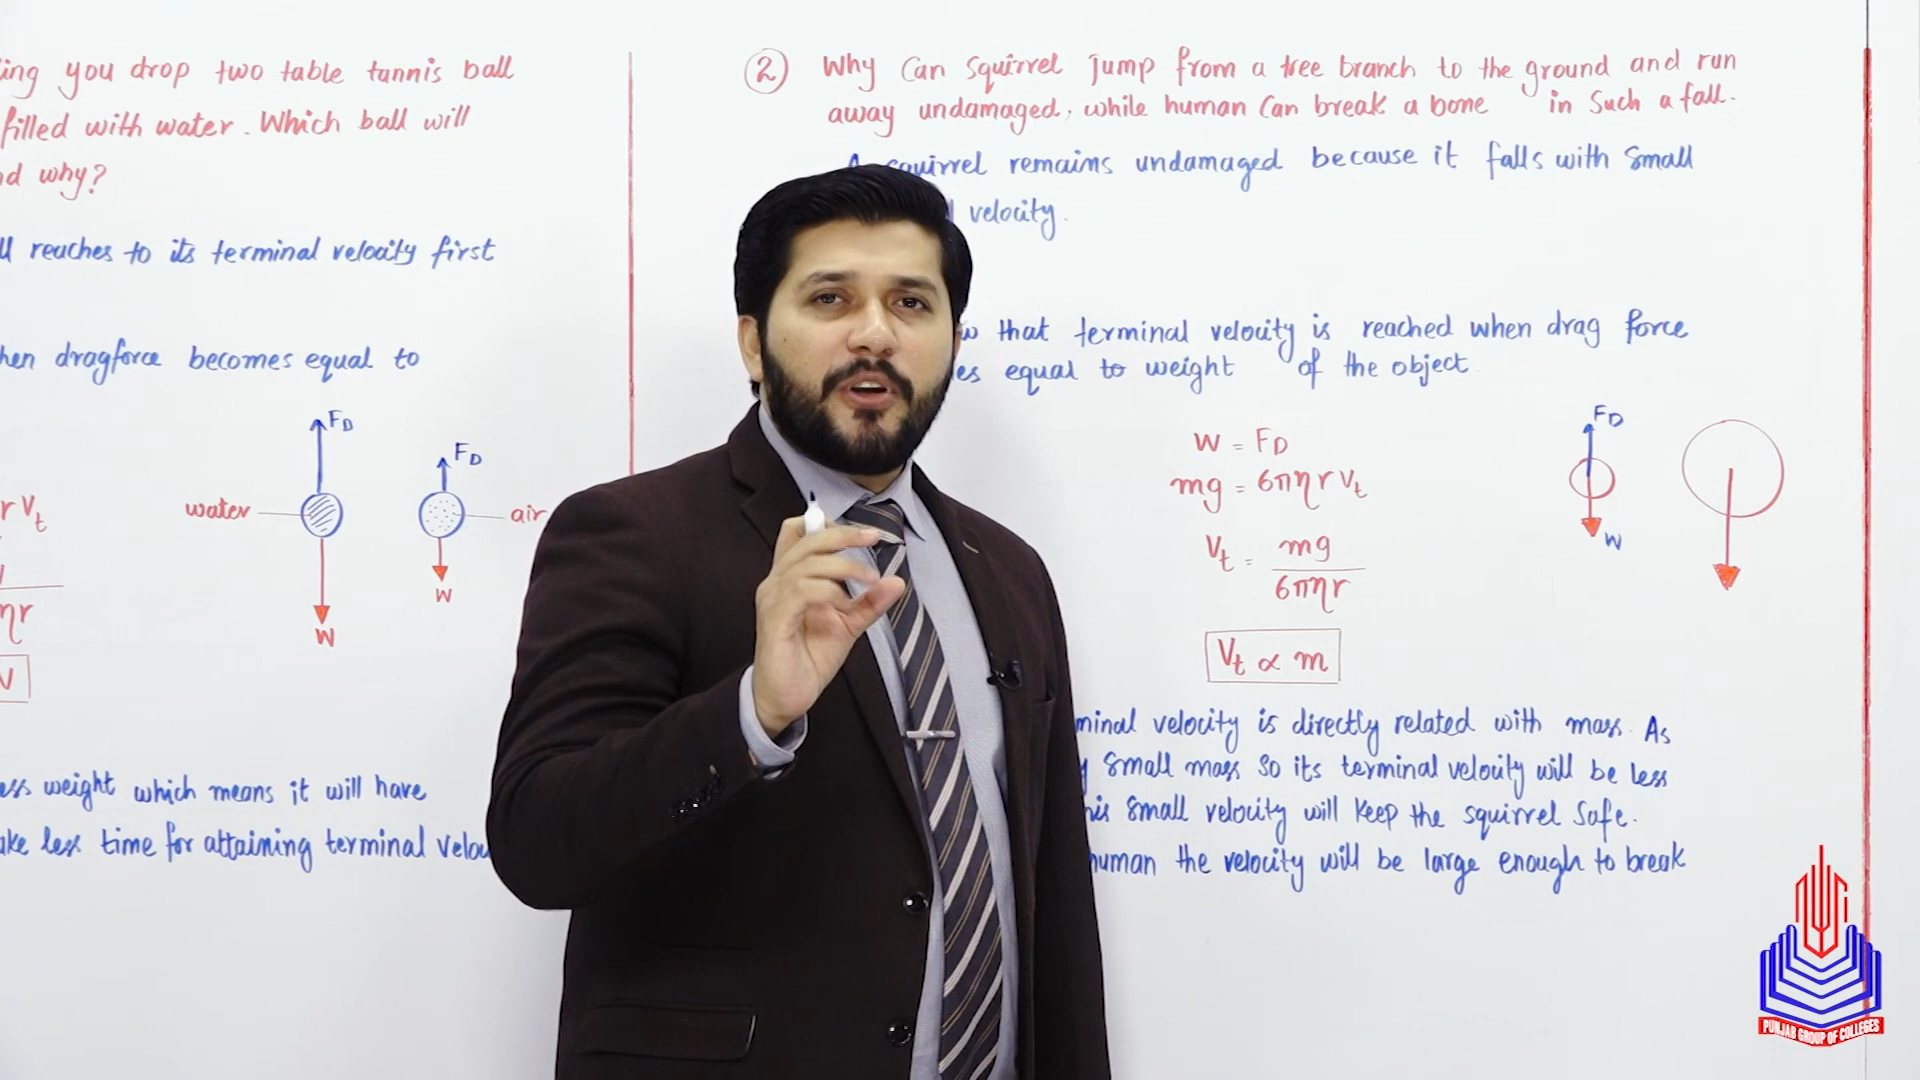 ing you drop two table tannis ball
filled with water. Which ball will
d why?
ll reaches to its terminal velocity first
hen dragforce becomes equal to
FD
FD
water
air
W
W
r Vt
ηr
V
ess weight which means it will have
ake less time for attaining terminal veloc
2 Why Can Squirrel Jump from a tree branch to the ground and run
away undamaged, while human Can break a bone in Such a fall.
A squirrel remains undamaged because it falls with Small
velocity.
w that terminal velocity is reached when drag force
es equal to weight of the object
W = FD
mg = 6πηr Vt
Vt = mg
6πηr
Vt ∝ m
FD
W
minal velocity is directly related with mass. As
y Small mass So its terminal velouity will be less
his Small velocity will Keep the squirrel Safe.
human the velocity will be large enough to break
PUNJAB GROUP OF COLLEGES